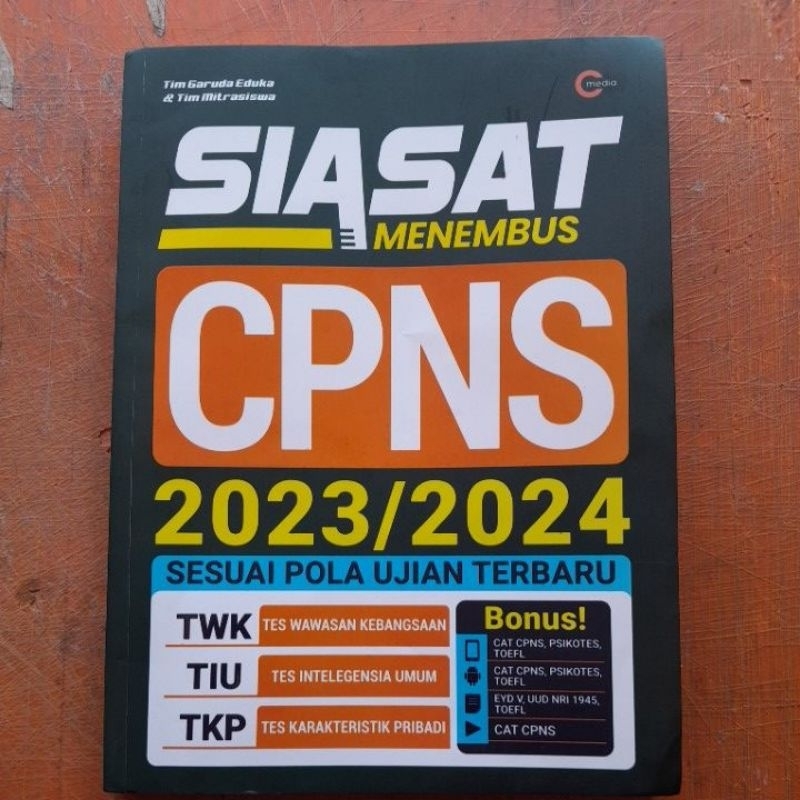 Tim Garuda Eduka
& Tim Mitrasiswa
C media
SIASAT
MENEMBUS
CPNS
2023/2024
SESUAI POLA UJIAN TERBARU
TWK TES WAWASAN KEBANGSAAN
TIU TES INTELEGENSIA UMUM
TKP TES KARAKTERISTIK PRIBADI
Bonus!
CAT CPNS, PSIKOTES,
TOEFL
CAT CPNS, PSIKOTES,
TOEFL
EYD V, UUD NRI 1945,
TOEFL
CAT CPNS